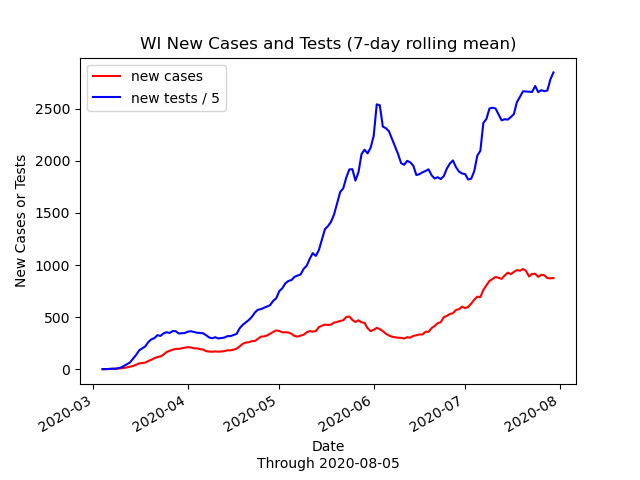 WI New Cases and Tests (7-day rolling mean)
new cases
new tests / 5
New Cases or Tests
2500
2000
1500
1000
500
0
2020-03
2020-04
2020-05
2020-06
2020-07
2020-08
Date
Through 2020-08-05